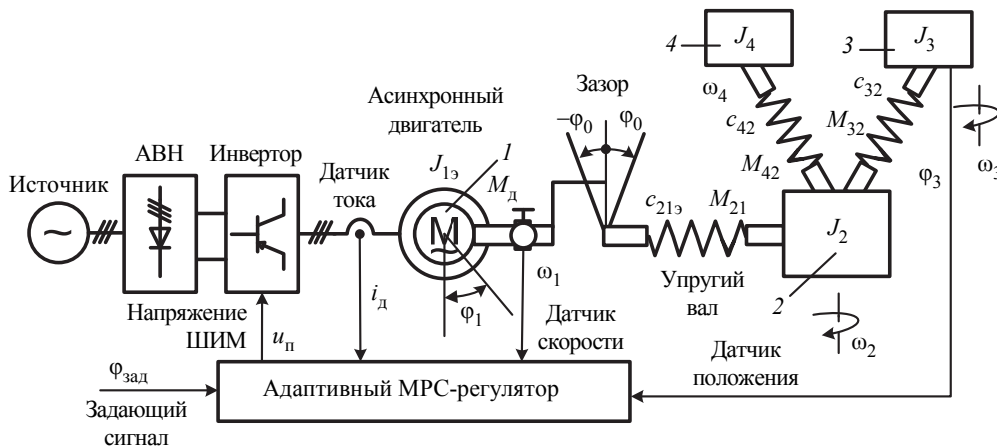 4
J4
3
J3
Асинхронный
двигатель
Зазор
ω4
c42
c32
M32
−φ0
φ0
M42
φ3
ω3
Источник
АВН
Инвертор
Датчик
тока
J1э
1
Mд
c21э
M21
J2
~
M
Напряжение
ШИМ
uп
iд
φ1
ω1
Датчик
скорости
Упругий
вал
2
ω2
Датчик
положения
φзад
Задающий
сигнал
Адаптивный МРС-регулятор